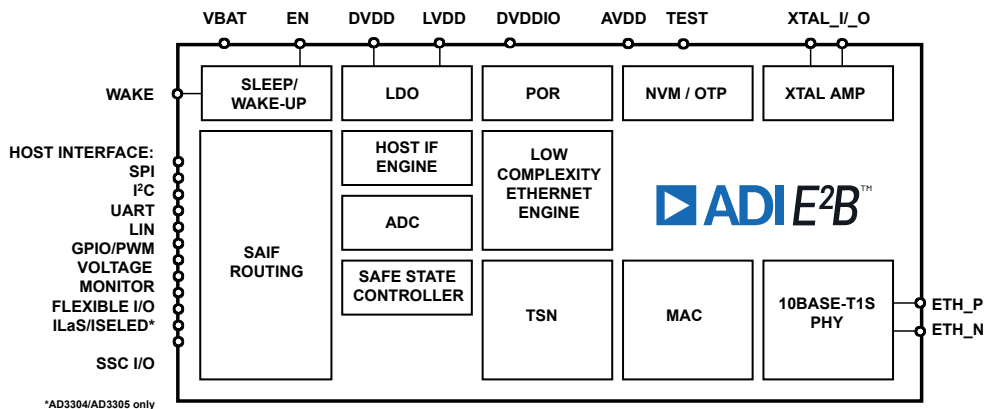 VBAT EN DVDD LVDD DVDDIO AVDD TEST XTAL_I/_O
WAKE
SLEEP/
WAKE-UP
LDO
POR
NVM / OTP
XTAL AMP
HOST INTERFACE:
SPI
I²C
UART
LIN
GPIO/PWM
VOLTAGE
MONITOR
FLEXIBLE I/O
ILaS/ISELED*
SSC I/O
SAIF
ROUTING
HOST IF
ENGINE
ADC
SAFE STATE
CONTROLLER
LOW
COMPLEXITY
ETHERNET
ENGINE
ADI E²B™
TSN
MAC
10BASE-T1S
PHY
ETH_P
ETH_N
*AD3304/AD3305 only